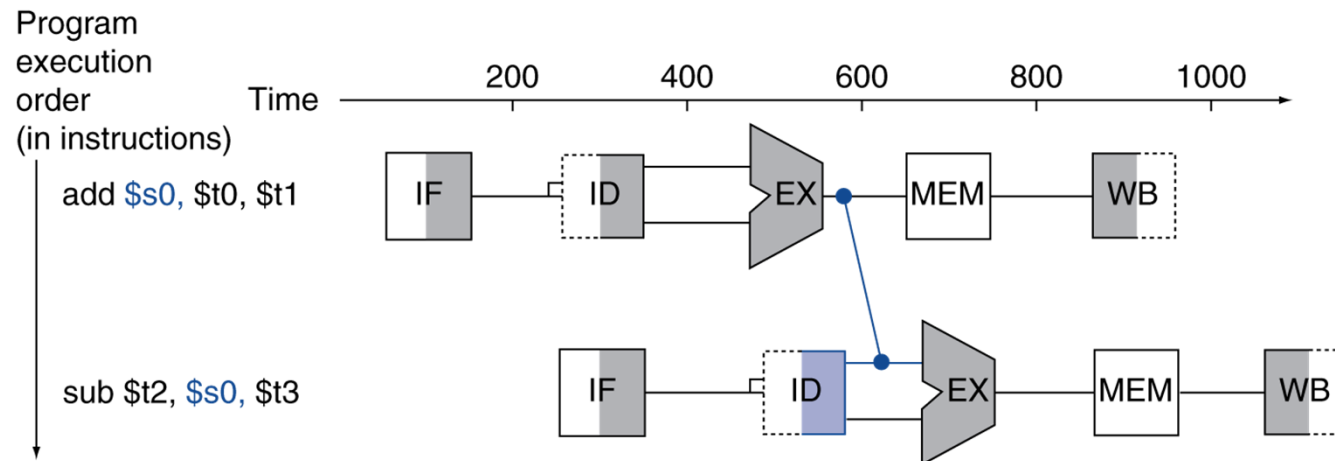 Program
execution
order
(in instructions)
Time
200 400 600 800 1000
add $s0, $t0, $t1
IF ID EX MEM WB
sub $t2, $s0, $t3
IF ID EX MEM WB